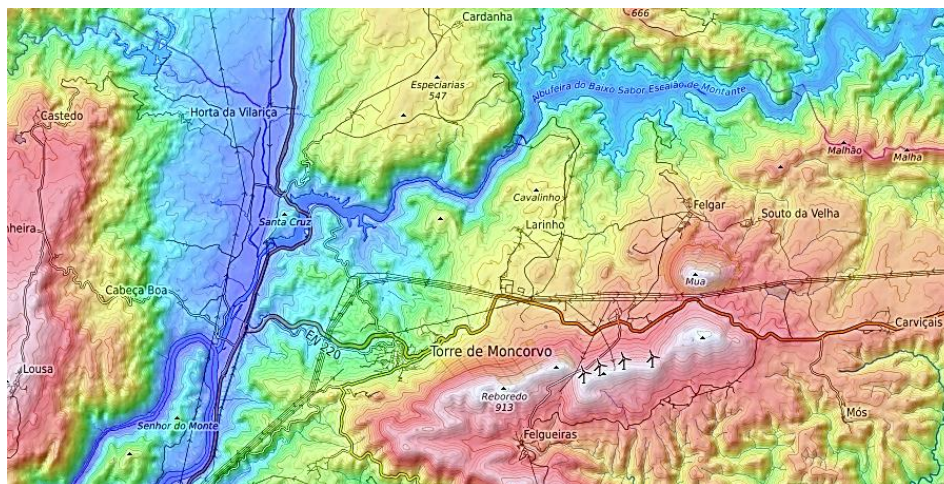 666
Cardanha
Especiarias
547
Albufeira do Baixo Sabor Escalão de Montante
Horta da Vilariça
Castedo
Malhão
Malha
Cavalinho
Felgar
Santa Cruz
Souto da Velha
Larinho
nheira
Mua
Cabeça Boa
EN 220
Carviçais
Torre de Moncorvo
Lousa
Reboredo
913
Mós
Senhor do Monte
Felgueiras